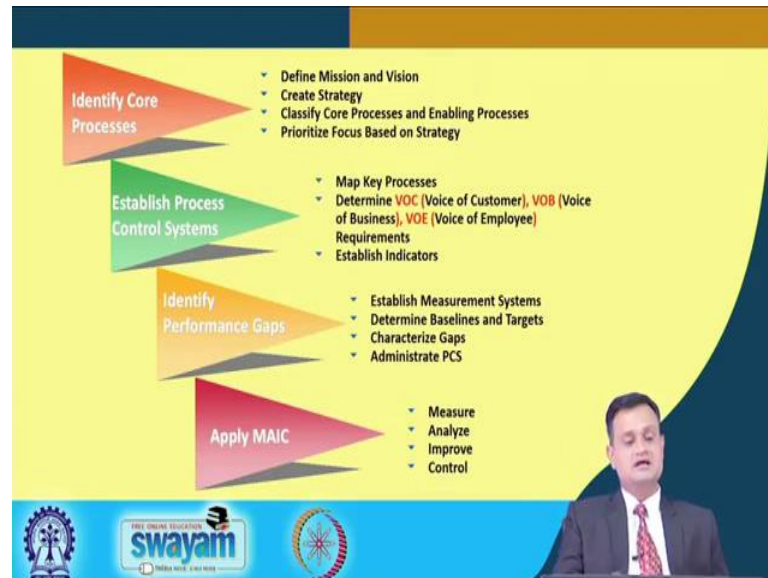 Identify Core
Processes
Define Mission and Vision
Create Strategy
Classify Core Processes and Enabling Processes
Prioritize Focus Based on Strategy
Establish Process
Control Systems
Map Key Processes
Determine VOC (Voice of Customer), VOB (Voice
of Business), VOE (Voice of Employee)
Requirements
Establish Indicators
Identify
Performance Gaps
Establish Measurement Systems
Determine Baselines and Targets
Characterize Gaps
Administrate PCS
Apply MAIC
Measure
Analyze
Improve
Control
FREE ONLINE EDUCATION
swayam